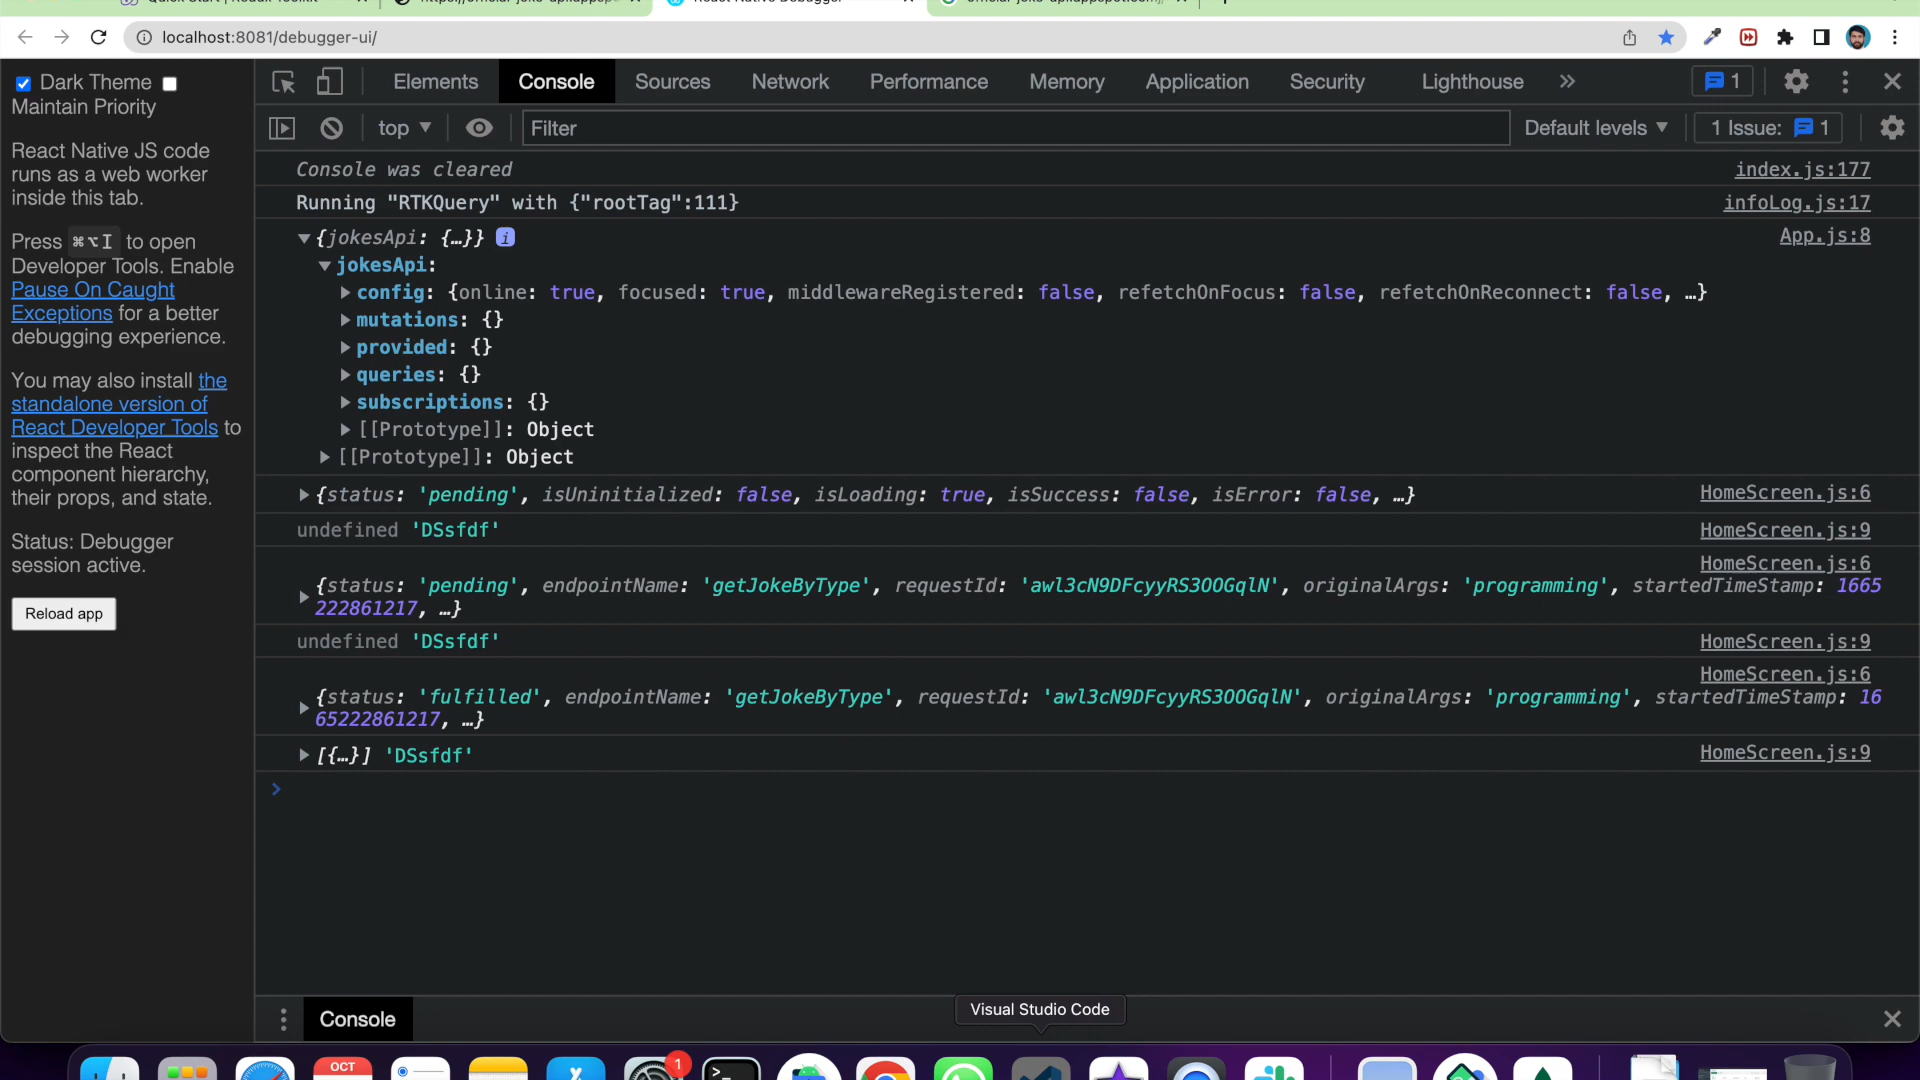 localhost:8081/debugger-ui/
Dark Theme
Maintain Priority
React Native JS code
runs as a web worker
inside this tab.
Press ⌘⌥I to open
Developer Tools. Enable
Pause On Caught
Exceptions for a better
debugging experience.
You may also install the
standalone version of
React Developer Tools to
inspect the React
component hierarchy,
their props, and state.
Status: Debugger
session active.
Reload app
Elements Console Sources Network Performance Memory Application Security Lighthouse » 1
top ▼ Filter Default levels ▼ 1 Issue: 1
Console was cleared index.js:177
Running "RTKQuery" with {"rootTag":111} infoLog.js:17
▼{jokesApi: {…}} i App.js:8
▼jokesApi:
▶config: {online: true, focused: true, middlewareRegistered: false, refetchOnFocus: false, refetchOnReconnect: false, …}
▶mutations: {}
▶provided: {}
▶queries: {}
▶subscriptions: {}
▶[[Prototype]]: Object
▶[[Prototype]]: Object
▶{status: 'pending', isUninitialized: false, isLoading: true, isSuccess: false, isError: false, …} HomeScreen.js:6
undefined 'DSsfdf' HomeScreen.js:9
HomeScreen.js:6
▶{status: 'pending', endpointName: 'getJokeByType', requestId: 'awl3cN9DFcyyRS3OOGqlN', originalArgs: 'programming', startedTimeStamp: 1665
222861217, …}
undefined 'DSsfdf' HomeScreen.js:9
HomeScreen.js:6
▶{status: 'fulfilled', endpointName: 'getJokeByType', requestId: 'awl3cN9DFcyyRS3OOGqlN', originalArgs: 'programming', startedTimeStamp: 16
65222861217, …}
▶[{…}] 'DSsfdf' HomeScreen.js:9
>
Console
Visual Studio Code
OCT
1